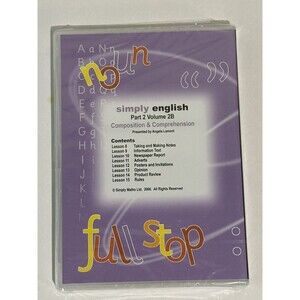 noun
simply english
Part 2 Volume 2B
Composition & Comprehension
Presented by Angela Lamont
Contents
Lesson 8 Taking and Making Notes
Lesson 9 Information Text
Lesson 10 Newspaper Report
Lesson 11 Adverts
Lesson 12 Posters and Invitations
Lesson 13 Opinion
Lesson 14 Product Review
Lesson 15 Rules
© Simply Maths Ltd. 2006. All Rights Reserved
full stop